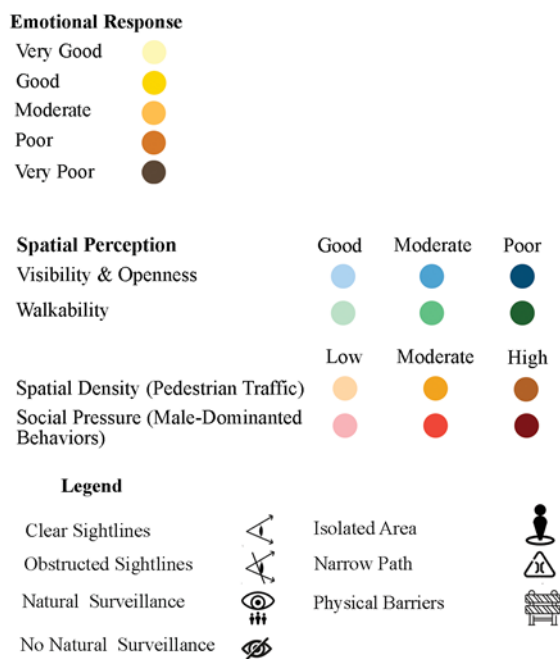 Emotional Response
Very Good
Good
Moderate
Poor
Very Poor
Spatial Perception Good Moderate Poor
Visibility & Openness
Walkability
Low Moderate High
Spatial Density (Pedestrian Traffic)
Social Pressure (Male-Dominanted
Behaviors)
Legend
Clear Sightlines Isolated Area
Obstructed Sightlines Narrow Path
Natural Surveillance Physical Barriers
No Natural Surveillance